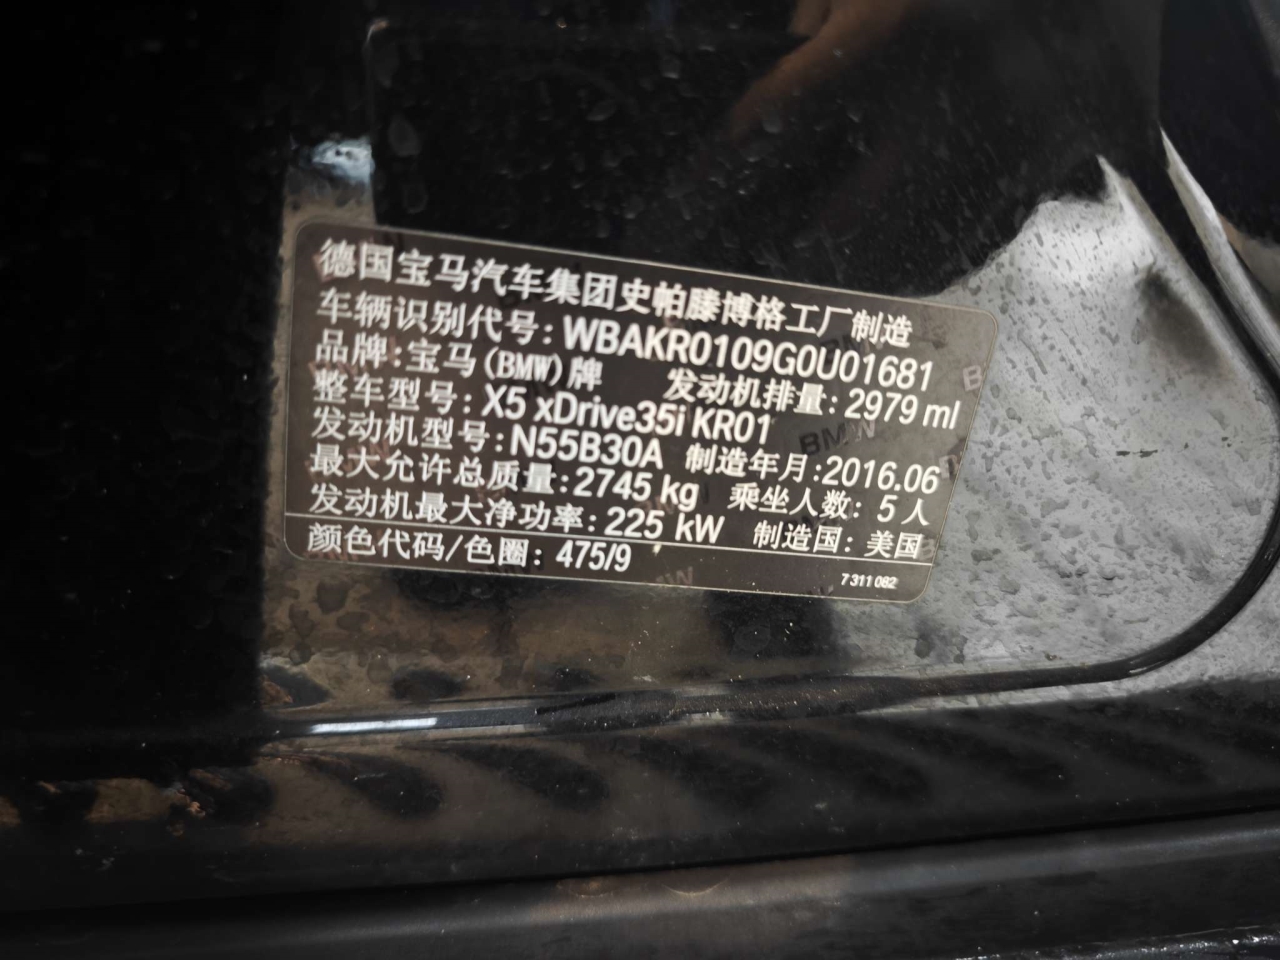 德国宝马汽车集团史帕滕博格工厂制造
车辆识别代号: WBAKR0109G0U01681
品牌: 宝马(BMW)牌 发动机排量: 2979 ml
整车型号: X5 xDrive35i KR01
发动机型号: N55B30A 制造年月: 2016.06
最大允许总质量: 2745 kg 乘坐人数: 5 人
发动机最大净功率: 225 kW 制造国: 美国
颜色代码/色圈: 475/9
7 311 082
BMW